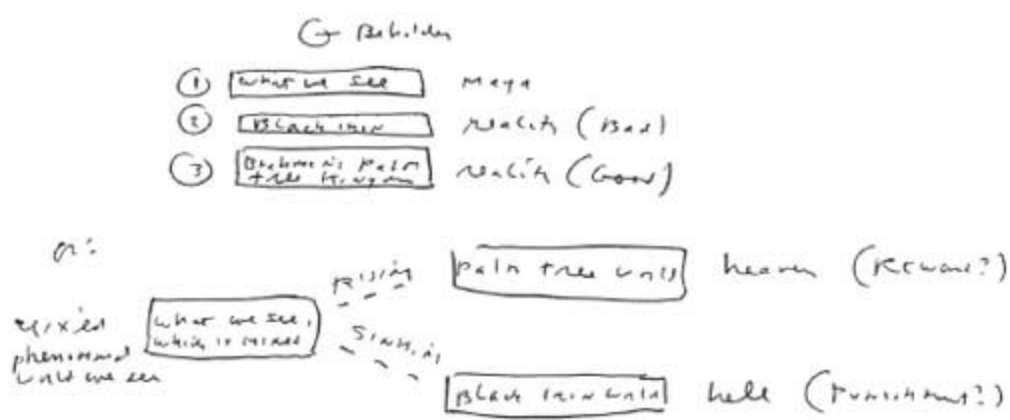 Beholder
① what we see Maya
② Black iron reality (Bad)
③ Brahman's palm
tree kingdom reality (Good)
or:
rising palm tree world heaven (Reward?)
mixed
phenomenal
world we see
what we see,
which is mixed
sinking
Black iron world hell (Punishment?)